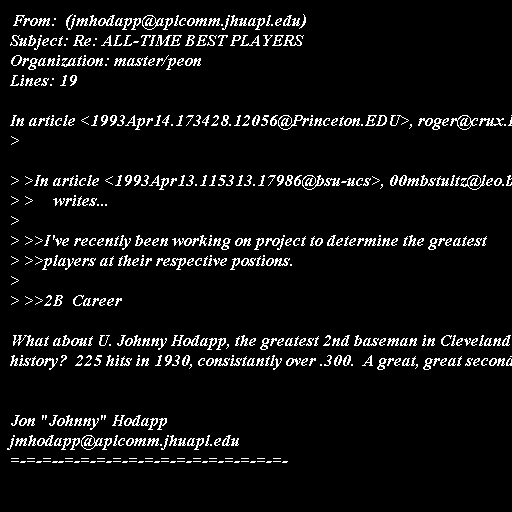 From:  (jmhodapp@aplcomm.jhuapl.edu)
Subject: Re: ALL-TIME BEST PLAYERS
Organization: master/peon
Lines: 19

In article <1993Apr14.173428.12056@Princeton.EDU>, roger@crux.
>

> >In article <1993Apr13.115313.17986@bsu-ucs>, 00mbstultz@leo.b
> >    writes...
>
> >>I've recently been working on project to determine the greatest
> >>players at their respective postions.
>
> >>2B  Career

What about U. Johnny Hodapp, the greatest 2nd baseman in Cleveland
history?  225 hits in 1930, consistantly over .300.  A great, great second

Jon "Johnny" Hodapp
jmhodapp@aplcomm.jhuapl.edu
=-=-=--=-=-=-=-=-=-=-=-=-=-=-=-=-=-